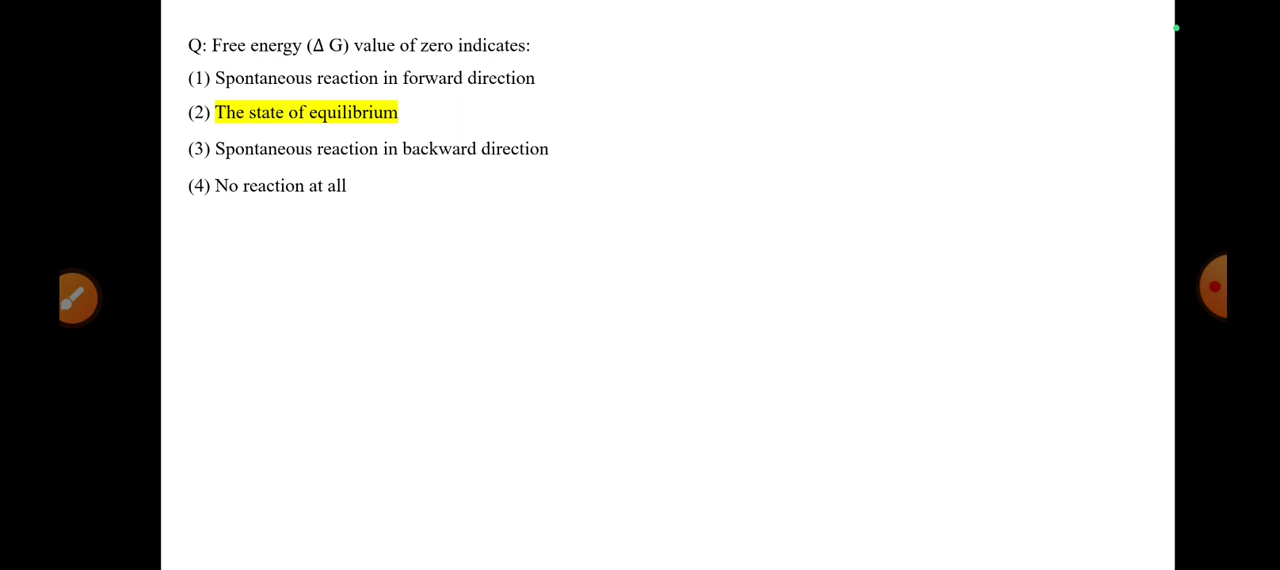 Q: Free energy (Δ G) value of zero indicates:
(1) Spontaneous reaction in forward direction
(2) The state of equilibrium
(3) Spontaneous reaction in backward direction
(4) No reaction at all